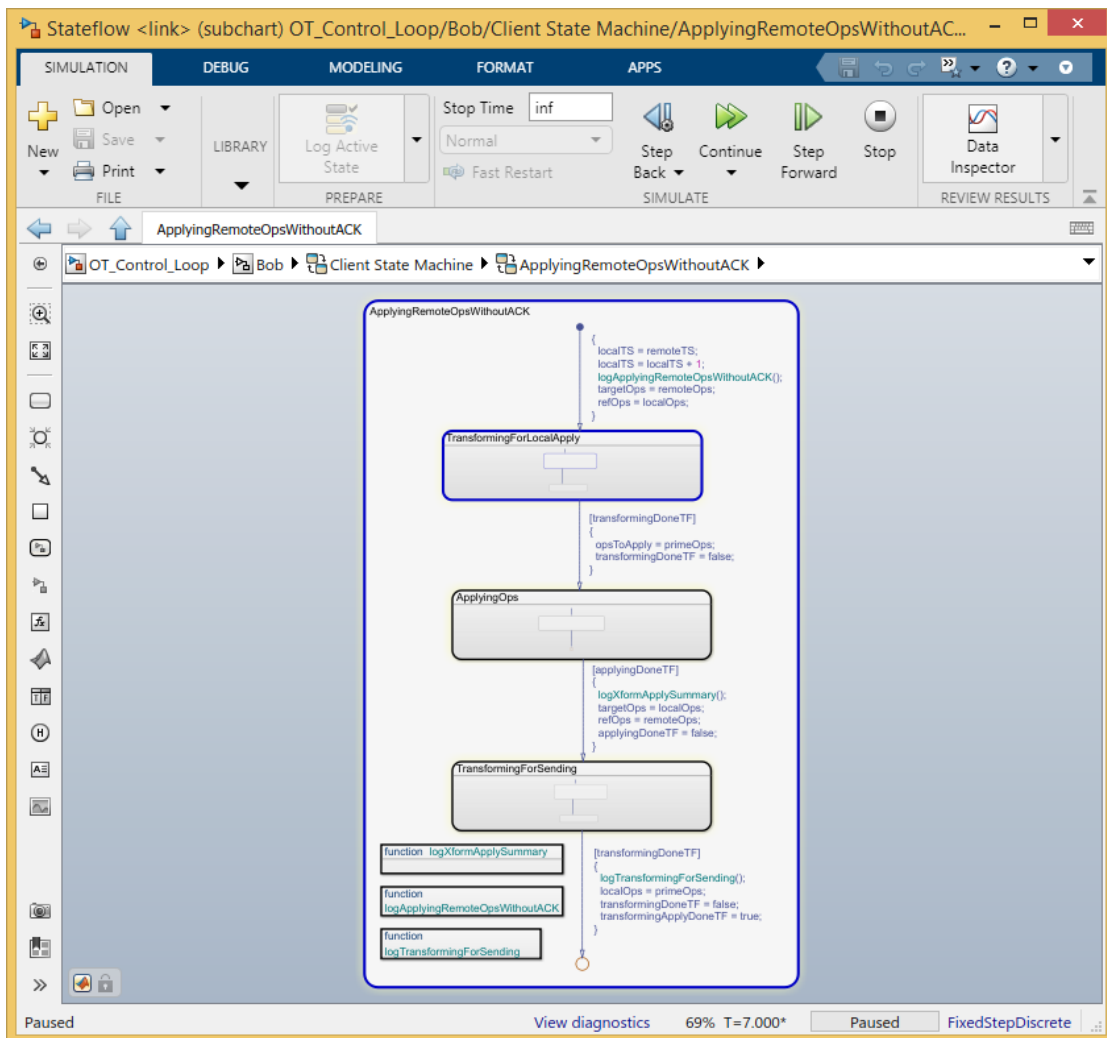 Stateflow <link> (subchart) OT_Control_Loop/Bob/Client State Machine/ApplyingRemoteOpsWithoutAC...
SIMULATION DEBUG MODELING FORMAT APPS
New
Open
Save
Print
FILE
LIBRARY
Log Active
State
PREPARE
Stop Time inf
Normal
Fast Restart
Step
Back
Continue
Step
Forward
Stop
SIMULATE
Data
Inspector
REVIEW RESULTS
ApplyingRemoteOpsWithoutACK
OT_Control_Loop Bob Client State Machine ApplyingRemoteOpsWithoutACK
ApplyingRemoteOpsWithoutACK
{
localTS = remoteTS;
localTS = localTS + 1;
logApplyingRemoteOpsWithoutACK();
targetOps = remoteOps;
refOps = localOps;
}
TransformingForLocalApply
[transformingDoneTF]
{
opsToApply = primeOps;
transformingDoneTF = false;
}
ApplyingOps
[applyingDoneTF]
{
logXformApplySummary();
targetOps = localOps;
refOps = remoteOps;
applyingDoneTF = false;
}
TransformingForSending
function logXformApplySummary
function
logApplyingRemoteOpsWithoutACK
function
logTransformingForSending
[transformingDoneTF]
{
logTransformingForSending();
localOps = primeOps;
transformingDoneTF = false;
transformingApplyDoneTF = true;
}
Paused View diagnostics 69% T=7.000* Paused FixedStepDiscrete